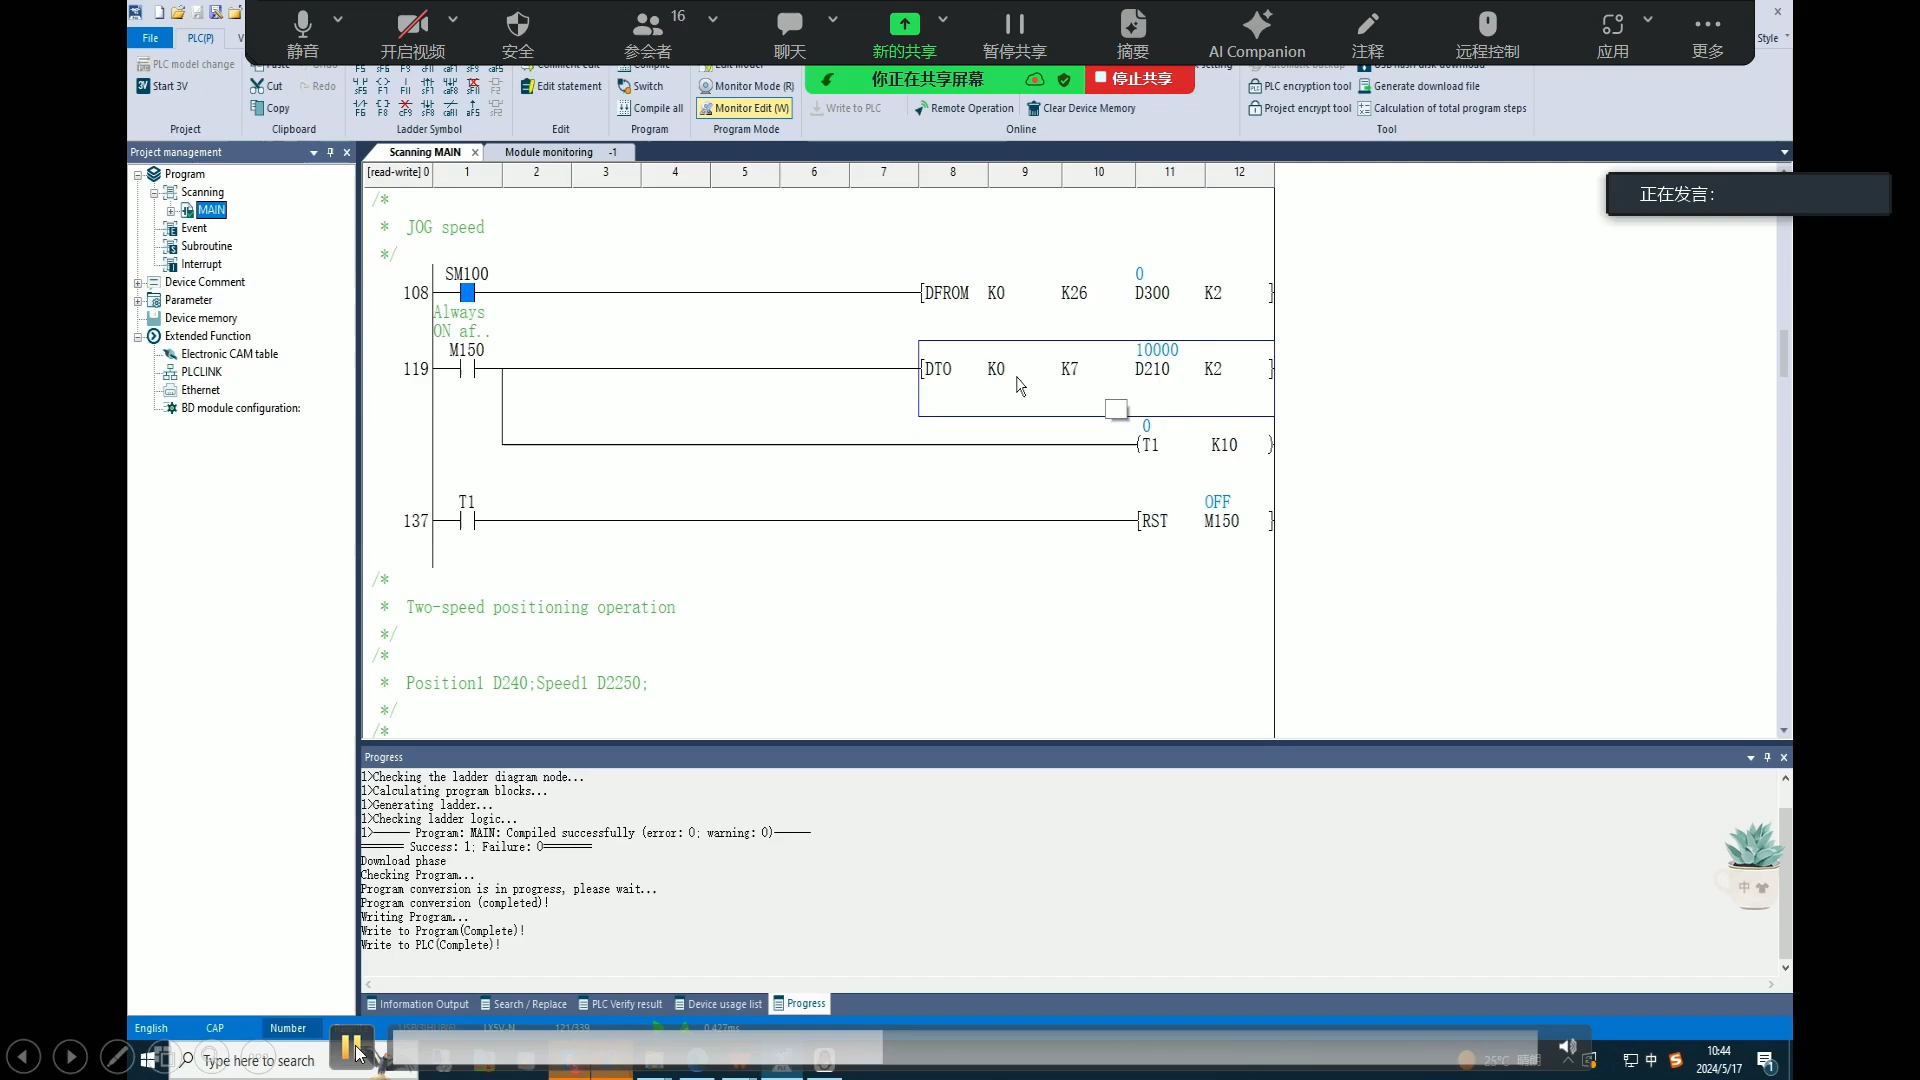 静音
开启视频
安全
参会者
16
聊天
新的共享
暂停共享
摘要
AI Companion
注释
远程控制
应用
更多
你正在共享屏幕
停止共享
正在发言:
File
PLC(P)
Style
PLC model change
Start 3V
Project
Cut
Redo
Copy
Clipboard
Ladder Symbol
Edit statement
Edit
Switch
Compile all
Program
Monitor Mode (R)
Monitor Edit (W)
Program Mode
Write to PLC
Remote Operation
Clear Device Memory
Online
PLC encryption tool
Generate download file
Project encrypt tool
Calculation of total program steps
Tool
Project management
Program
Scanning
MAIN
Event
Subroutine
Interrupt
Device Comment
Parameter
Device memory
Extended Function
Electronic CAM table
PLCLINK
Ethernet
BD module configuration:
Scanning MAIN
Module monitoring -1
[read-write] 0 1 2 3 4 5 6 7 8 9 10 11 12
/*
* JOG speed
*/
SM100
0
108
[DFROM K0 K26 D300 K2 ]
Always
ON af..
M150
10000
119
[DTO K0 K7 D210 K2 ]
0
(T1 K10 )
T1
OFF
137
[RST M150 ]
/*
* Two-speed positioning operation
*/
/*
* Position1 D240;Speed1 D2250;
*/
/*
Progress
1>Checking the ladder diagram node...
1>Calculating program blocks...
1>Generating ladder...
1>Checking ladder logic...
1>—— Program: MAIN: Compiled successfully (error: 0; warning: 0)——
═══ Success: 1; Failure: 0═══
Download phase
Checking Program...
Program conversion is in progress, please wait...
Program conversion (completed)!
Writing Program...
Write to Program(Complete)!
Write to PLC(Complete)!
中
Information Output
Search / Replace
PLC Verify result
Device usage list
Progress
English
CAP
Number
LX5V-N
121/339
0.427ms
Type here to search
25°C 晴朗
中
10:44
2024/5/17
1